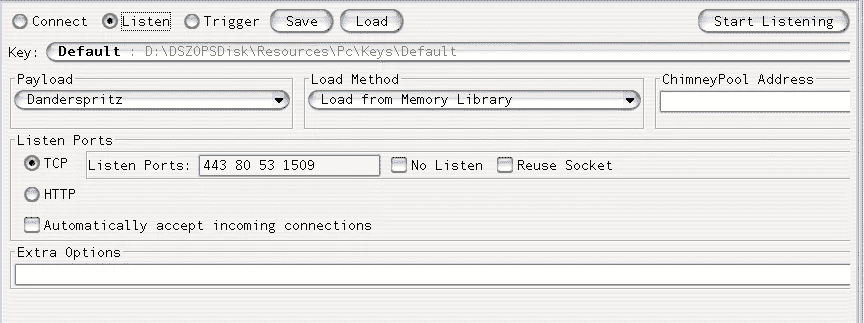 Connect Listen Trigger Save Load Start Listening
Key: Default : D:\DSZOPSDisk\Resources\Pc\Keys\Default
Payload Load Method ChimneyPool Address
Danderspritz Load from Memory Library
Listen Ports
TCP Listen Ports: 443 80 53 1509 No Listen Reuse Socket
HTTP
Automatically accept incoming connections
Extra Options